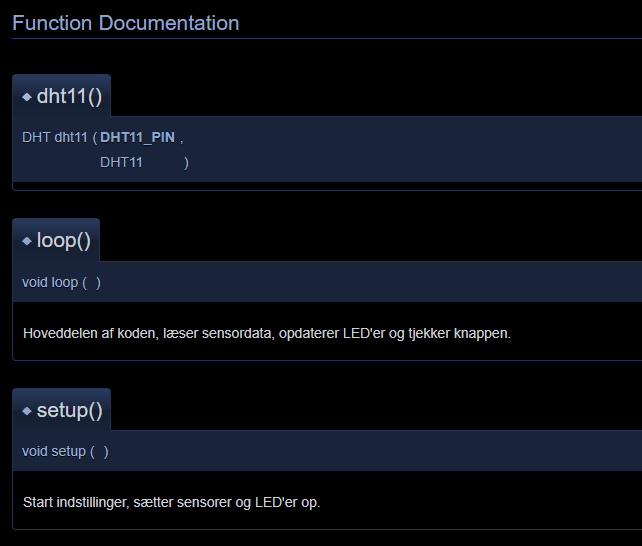 Function Documentation
◆ dht11()
DHT dht11 ( DHT11_PIN ,
DHT11 )
◆ loop()
void loop ( )
Hoveddelen af koden, læser sensordata, opdaterer LED'er og tjekker knappen.
◆ setup()
void setup ( )
Start indstillinger, sætter sensorer og LED'er op.